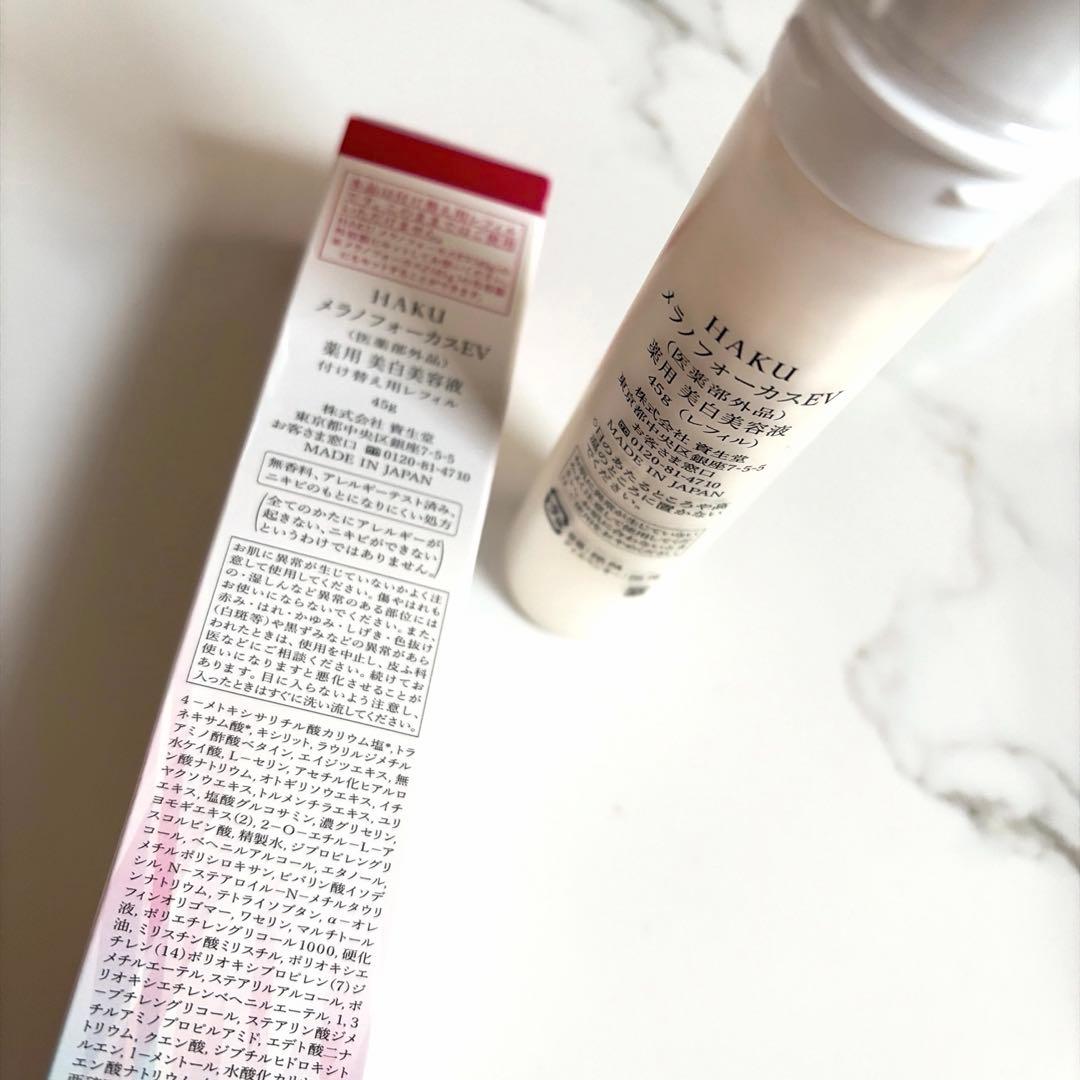 HAKU
メラノフォーカスEV
（医薬部外品）
薬用 美白美容液
付け替え用レフィル
45g
株式会社 資生堂
東京都中央区銀座7-5-5
お客さま窓口 0120-81-4710
MADE IN JAPAN
無香料、アレルギーテスト済み。
ニキビのもとになりにくい処方
全てのかたにアレルギーが
起きない、ニキビができない
というわけではありません。
お肌に異常が生じていないかよく注
意して使用してください。傷やはれも
の・湿しんなど異常のある部位には
お使いにならないでください。また、
赤み・はれ・かゆみ・しげき・色抜け
(白斑等)や黒ずみなどの異常があら
われたときは、使用を中止し、皮ふ科
医などにご相談ください。続けてお
使いになりますと悪化させることが
あります。目に入らないよう注意し、
入ったときはすぐに洗い流してください。
4－メトキシサリチル酸カリウム塩*, トラ
ネキサム酸*, キシリット, ラウリルジメチル
アミノ酢酸ベタイン, エイジツエキス, 無
水ケイ酸, L－セリン, アセチル化ヒアルロ
ン酸ナトリウム, オトギリソウエキス, イチ
ヤクソウエキス, トルメンチラエキス, ユリ
エキス, 塩酸グルコサミン, 濃グリセリン,
ヨモギエキス(2), 2－O－エチル－L－ア
スコルビン酸, 精製水, ジプロピレングリ
コール, ベヘニルアルコール, エタノール,
メチルポリシロキサン, ピバリン酸イソデ
シル, N－ステアロイル－N－メチルタウリ
ンナトリウム, テトライソブタン, α－オレ
フィンオリゴマー, ワセリン, マルチトール
液, ポリエチレングリコール1000, 硬化
油, ミリスチン酸ミリスチル, ポリオキシエ
チレン(14)ポリオキシプロピレン(7)ジ
メチルエーテル, ステアリルアルコール, ポ
リオキシエチレンベヘニルエーテル, 1, 3
－ブチレングリコール, ステアリン酸ジメ
チルアミノプロピルアミド, エデト酸二ナ
トリウム, クエン酸, ジブチルヒドロキシト
ルエン, l－メントール, 水酸化カリ
エン酸ナトリウム
HAKU
メラノフォーカスEV
（医薬部外品）
薬用 美白美容液
45g（レフィル）
株式会社 資生堂
東京都中央区銀座7-5-5
お客さま窓口
0120-81-4710
MADE IN JAPAN
日のあたるところや高
温のところに置かない
でください。